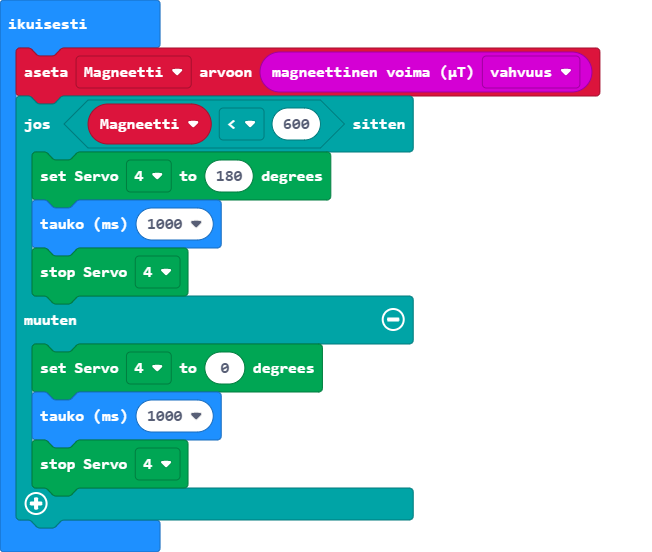 ikuisesti
aseta Magneetti arvoon magneettinen voima (µT) vahvuus
jos Magneetti < 600 sitten
set Servo 4 to 180 degrees
tauko (ms) 1000
stop Servo 4
muuten
set Servo 4 to 0 degrees
tauko (ms) 1000
stop Servo 4